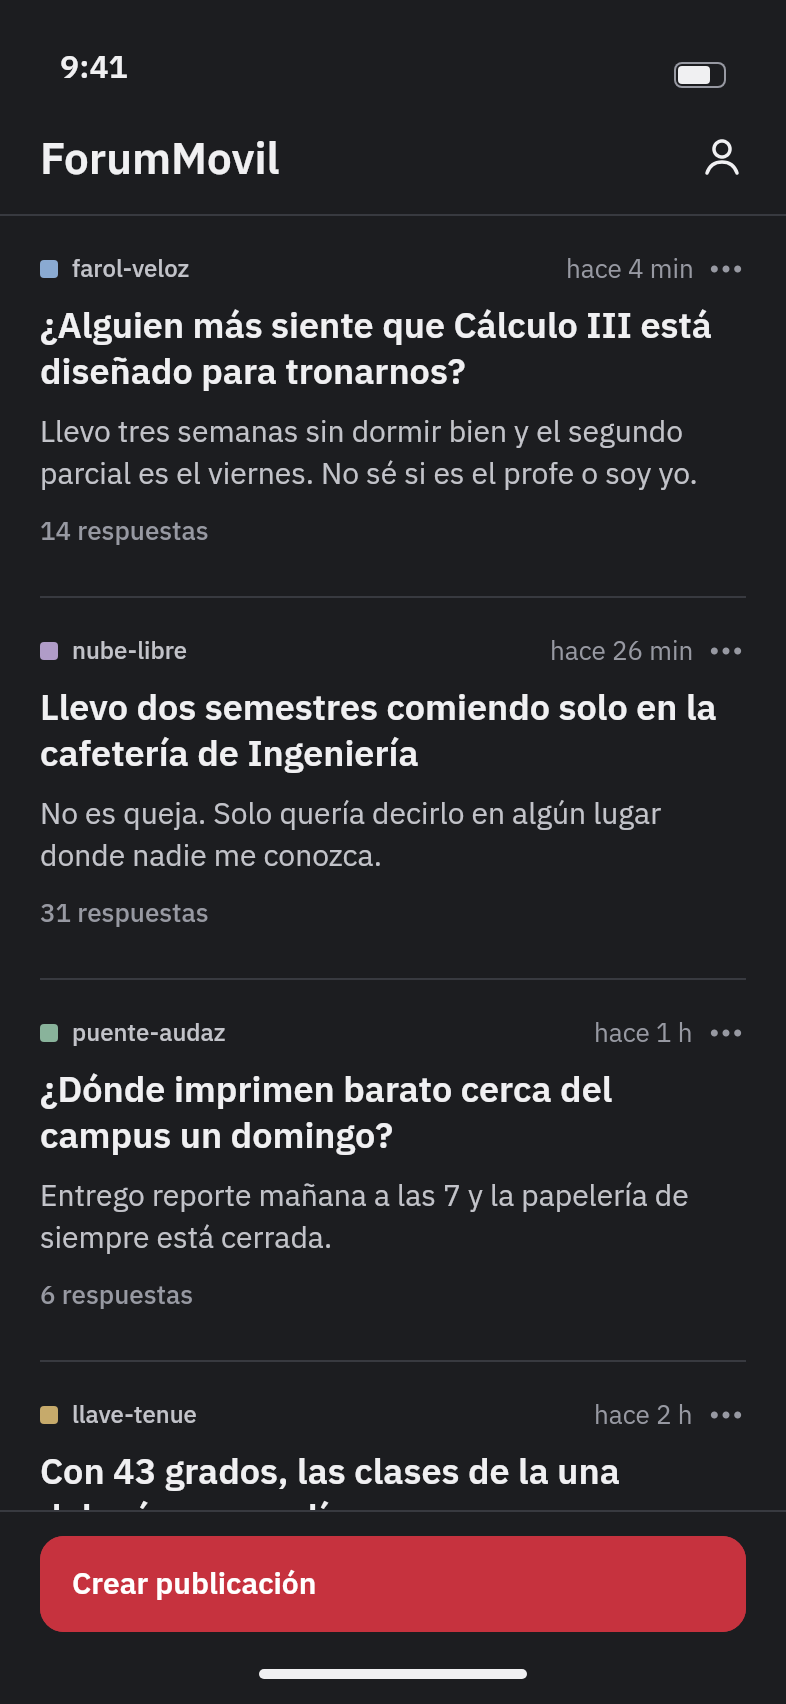 9:41
ForumMovil
farol-veloz hace 4 min
¿Alguien más siente que Cálculo III está
diseñado para tronarnos?
Llevo tres semanas sin dormir bien y el segundo
parcial es el viernes. No sé si es el profe o soy yo.
14 respuestas
nube-libre hace 26 min
Llevo dos semestres comiendo solo en la
cafetería de Ingeniería
No es queja. Solo quería decirlo en algún lugar
donde nadie me conozca.
31 respuestas
puente-audaz hace 1 h
¿Dónde imprimen barato cerca del
campus un domingo?
Entrego reporte mañana a las 7 y la papelería de
siempre está cerrada.
6 respuestas
llave-tenue hace 2 h
Con 43 grados, las clases de la una
Crear publicación